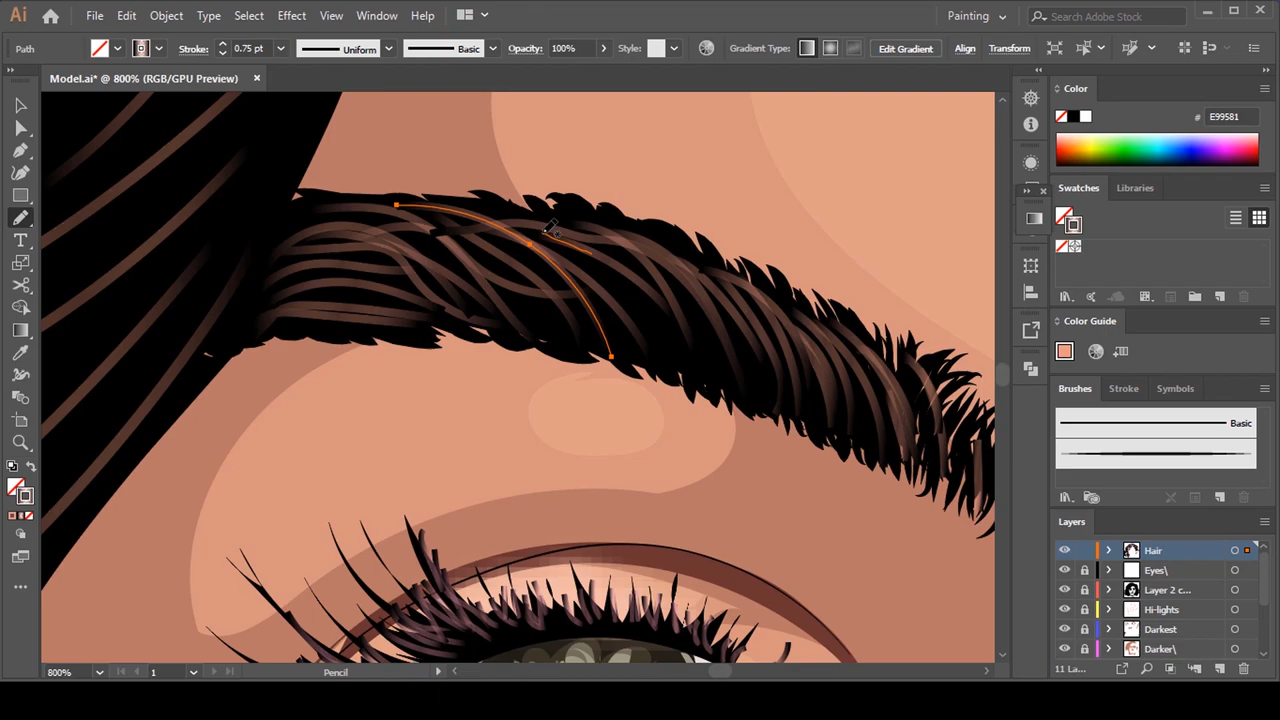 Ai File Edit Object Type Select Effect View Window Help Painting Search Adobe Stock
Path Stroke: 0.75 pt Uniform Basic Opacity: 100% Style: Gradient Type: Edit Gradient Align Transform
Model.ai* @ 800% (RGB/GPU Preview)
Color
# E99581
Swatches Libraries
Color Guide
Brushes Stroke Symbols
Basic
Layers
Hair
Eyes\
Layer 2 c...
Hi-lights
Darkest
Darker\
11 La...
800% 1 Pencil